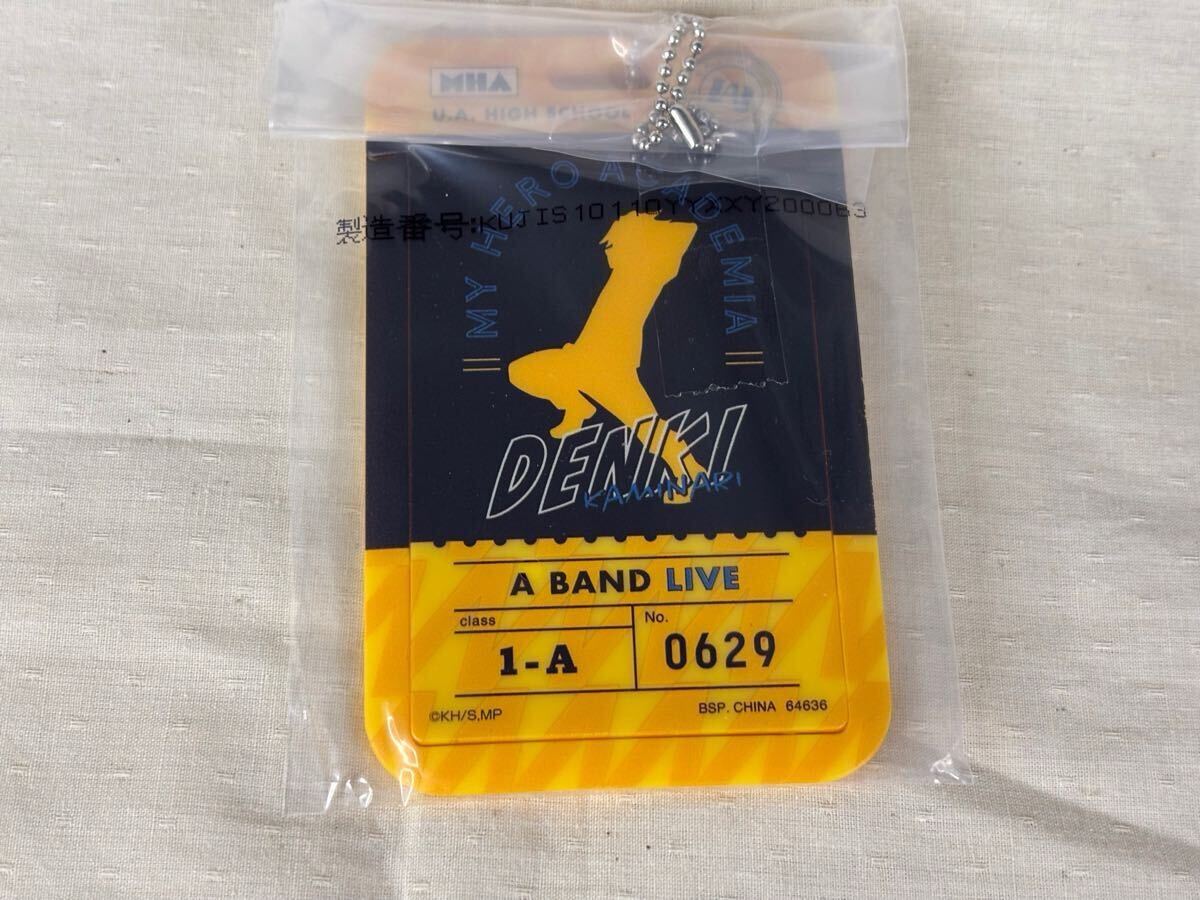 MHA
U.A. HIGH SCHOOL
MY HERO ACADEMIA
製造番号:KUJIS10110YYXXY200063
DENKI
KAMINARI
A BAND LIVE
class
1-A
No.
0629
©KH/S,MP
BSP. CHINA 64636